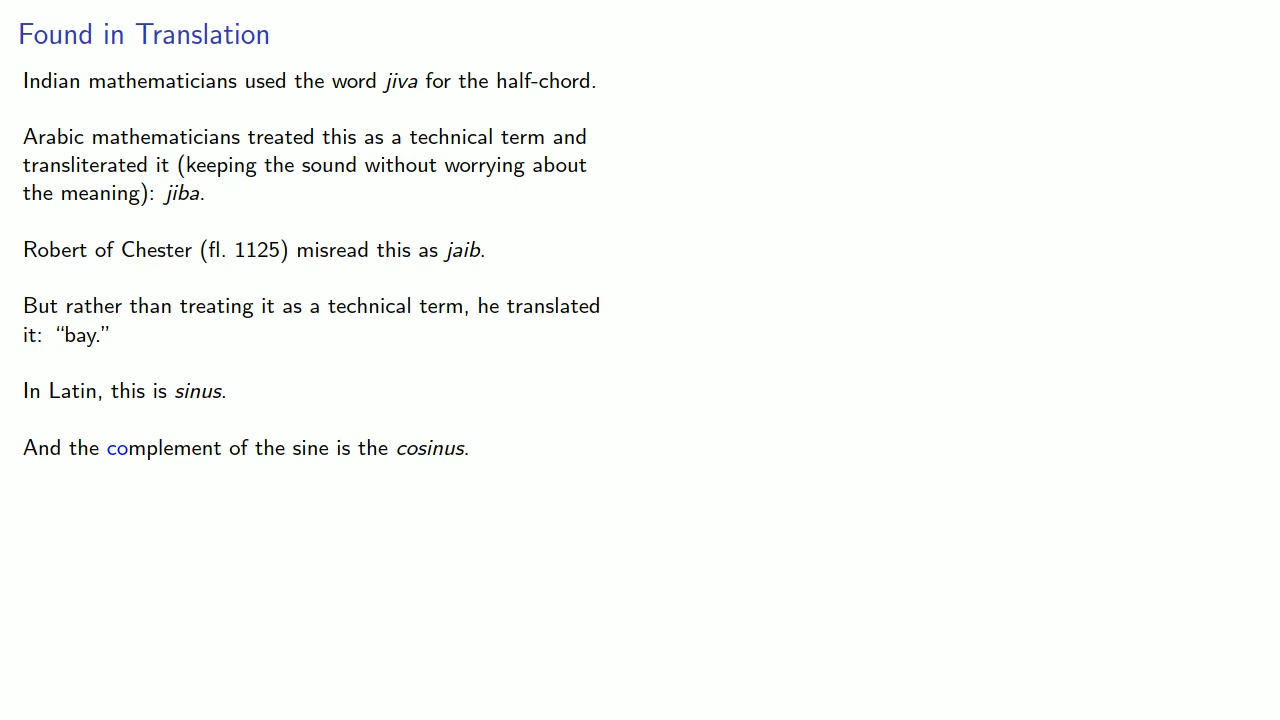 Found in Translation
Indian mathematicians used the word jiva for the half-chord.
Arabic mathematicians treated this as a technical term and
transliterated it (keeping the sound without worrying about
the meaning): jiba.
Robert of Chester (fl. 1125) misread this as jaib.
But rather than treating it as a technical term, he translated
it: “bay.”
In Latin, this is sinus.
And the complement of the sine is the cosinus.